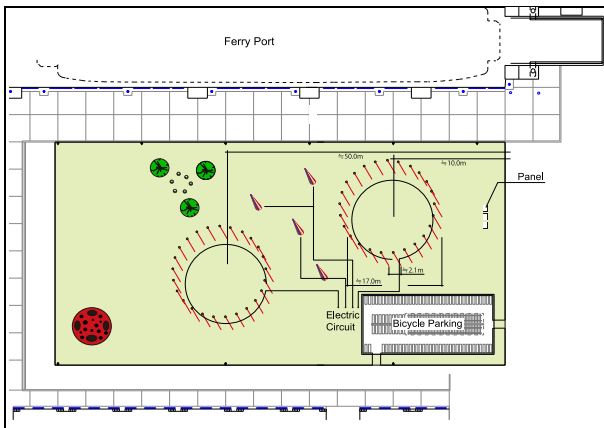 Ferry Port
≒50.0m
≒10.0m
Panel
≒2.1m
≒17.0m
Electric
Circuit
Bicycle Parking